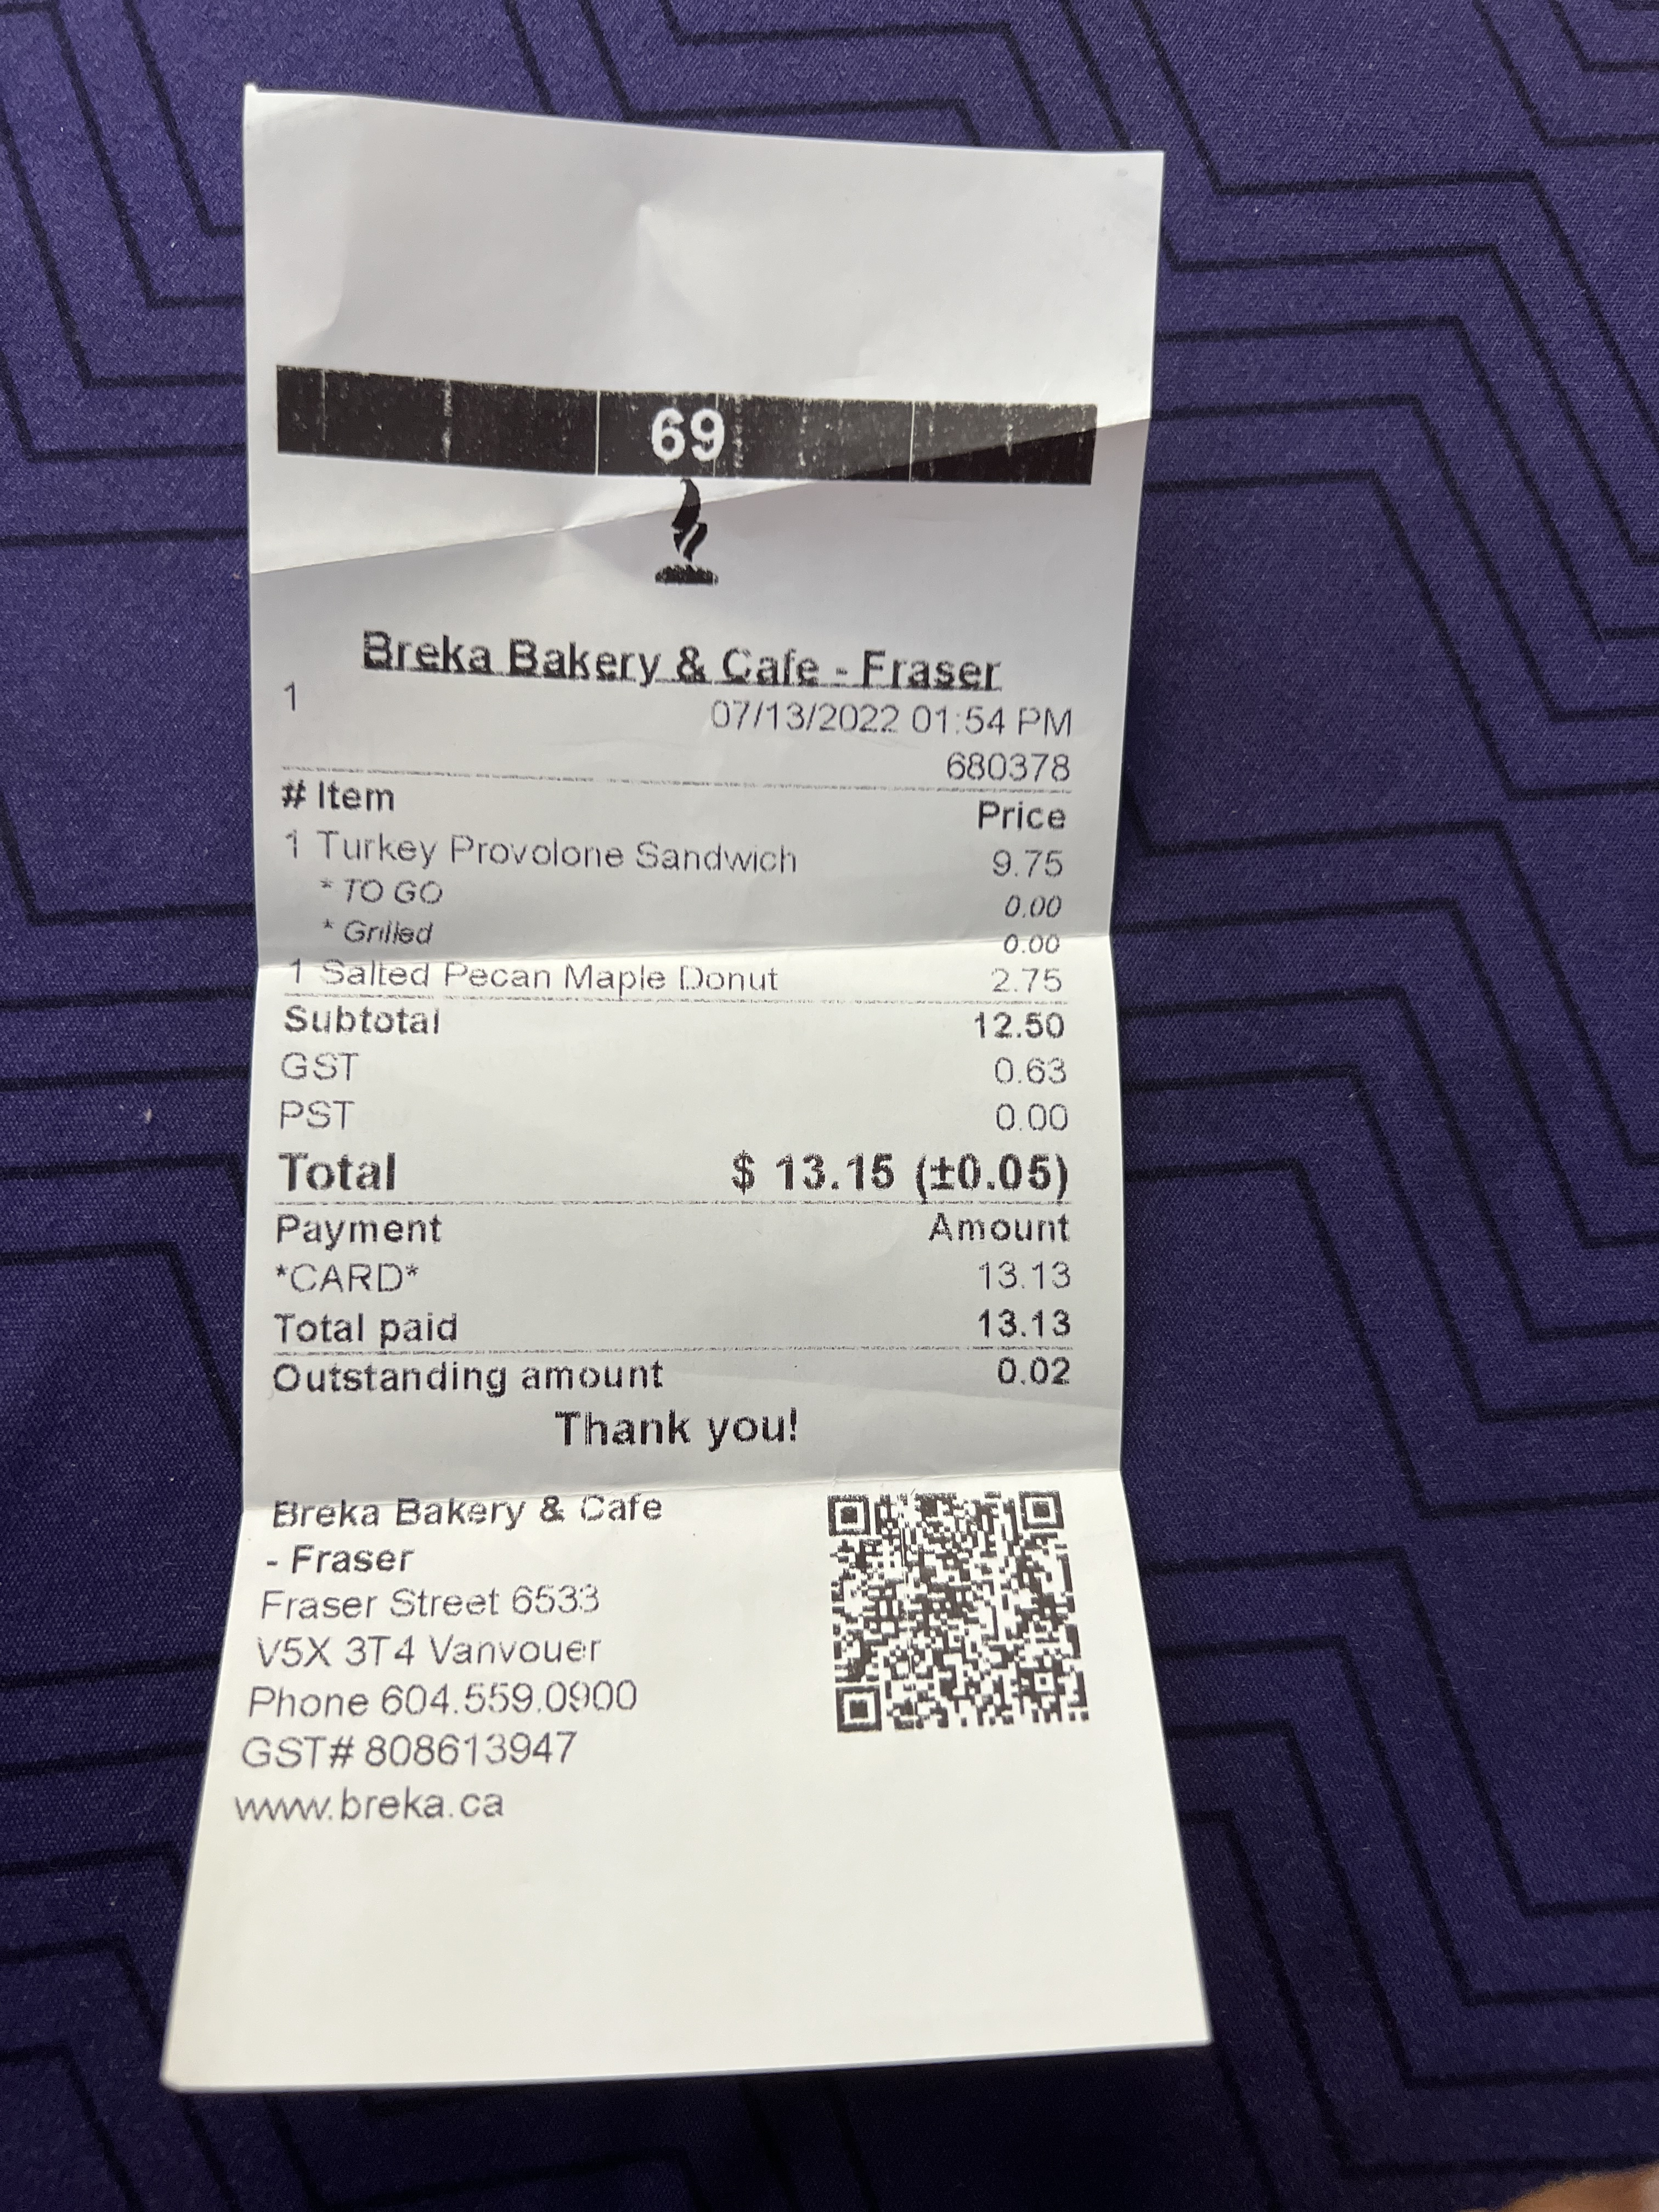 69
Breka Bakery & Cafe - Fraser
1
07/13/2022 01:54 PM
680378
# Item Price
1 Turkey Provolone Sandwich 9.75
* TO GO 0.00
* Grilled 0.00
1 Salted Pecan Maple Donut 2.75
Subtotal 12.50
GST 0.63
PST 0.00
Total $ 13.15 (±0.05)
Payment Amount
*CARD* 13.13
Total paid 13.13
Outstanding amount 0.02
Thank you!
Breka Bakery & Cafe
- Fraser
Fraser Street 6533
V5X 3T4 Vanvouer
Phone 604.559.0900
GST# 808613947
www.breka.ca